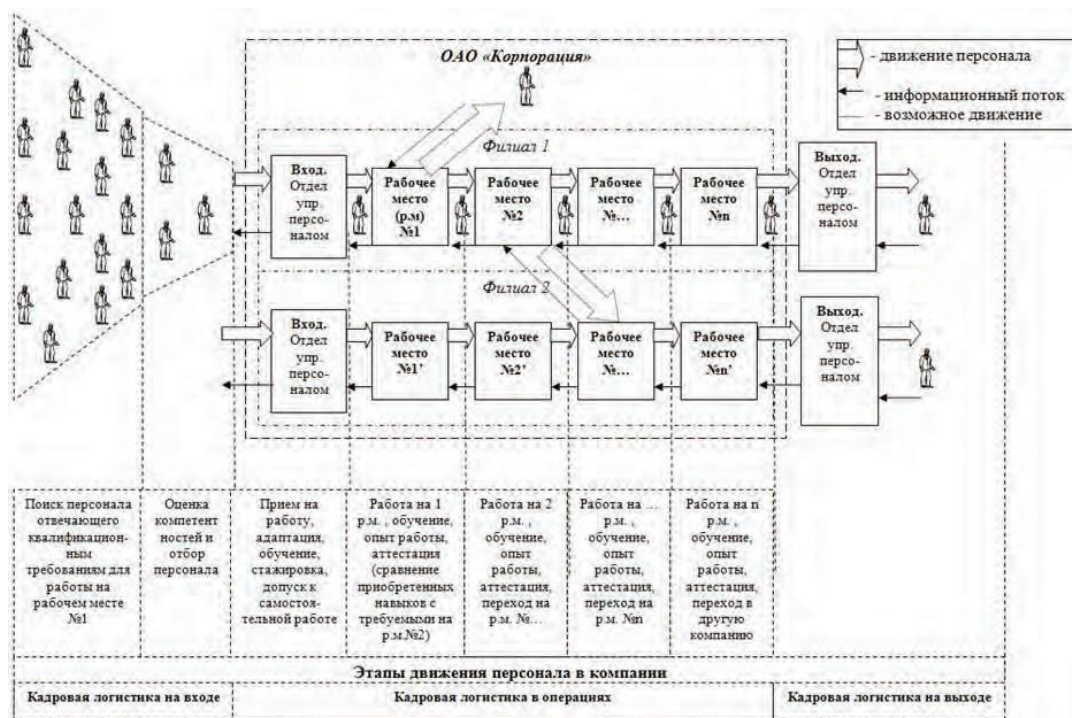 ОАО «Корпорация»
- движение персонала
- информационный поток
- возможное движение
Филиал 1
Вход.
Отдел
упр.
персо-
налом
Рабочее
место
(р.м)
№1
Рабочее
место
№2
Рабочее
место
№...
Рабочее
место
№n
Выход.
Отдел
упр.
персо-
налом
Филиал 2
Вход.
Отдел
упр.
персо-
налом
Рабочее
место
№1'
Рабочее
место
№2'
Рабочее
место
№...
Рабочее
место
№n'
Выход.
Отдел
упр.
персо-
налом
Поиск персонала
отвечающего
квалификацион-
ным
требованиям для
работы на
рабочем месте
№1
Оценка
компетент
ностей и
отбор
персонала
Прием на
работу,
адаптация,
обучение,
стажировка,
допуск к
самостоя-
тельной работе
Работа на 1
р.м. , обучение,
опыт работы,
аттестация
(сравнение
приобретенных
навыков с
требуемыми на
р.м.№2)
Работа на 2
р.м. ,
обучение,
опыт
работы,
аттестация,
переход на
р.м. №...
Работа на ...
р.м. ,
обучение,
опыт
работы,
аттестация,
переход на
р.м. №n
Работа на n
р.м. ,
обучение,
опыт
работы,
аттестация,
переход в
другую
компанию
Этапы движения персонала в компании
Кадровая логистика на входе
Кадровая логистика в операциях
Кадровая логистика на выходе